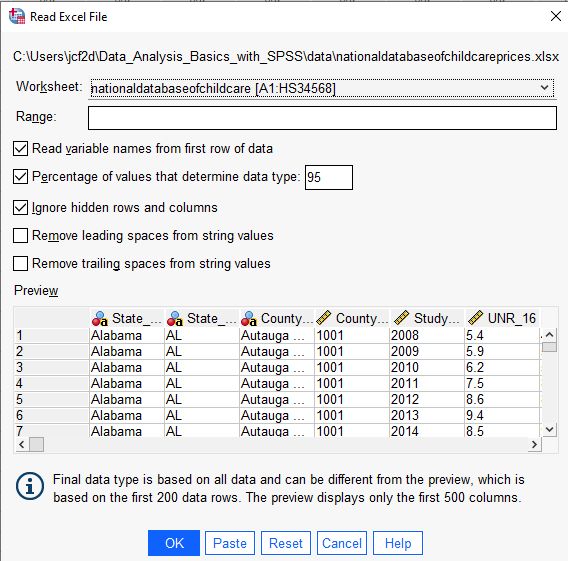 Read Excel File
C:\Users\jcf2d\Data_Analysis_Basics_with_SPSS\data\nationaldatabaseofchildcareprices.xlsx
Worksheet: nationaldatabaseofchildcare [A1:HS34568]
Range:
Read variable names from first row of data
Percentage of values that determine data type: 95
Ignore hidden rows and columns
Remove leading spaces from string values
Remove trailing spaces from string values
Preview
State_... State_... County... County... Study... UNR_16
1 Alabama AL Autauga ... 1001 2008 5.4
2 Alabama AL Autauga ... 1001 2009 5.9
3 Alabama AL Autauga ... 1001 2010 6.2
4 Alabama AL Autauga ... 1001 2011 7.5
5 Alabama AL Autauga ... 1001 2012 8.6
6 Alabama AL Autauga ... 1001 2013 9.4
7 Alabama AL Autauga ... 1001 2014 8.5
Final data type is based on all data and can be different from the preview, which is
based on the first 200 data rows. The preview displays only the first 500 columns.
OK Paste Reset Cancel Help